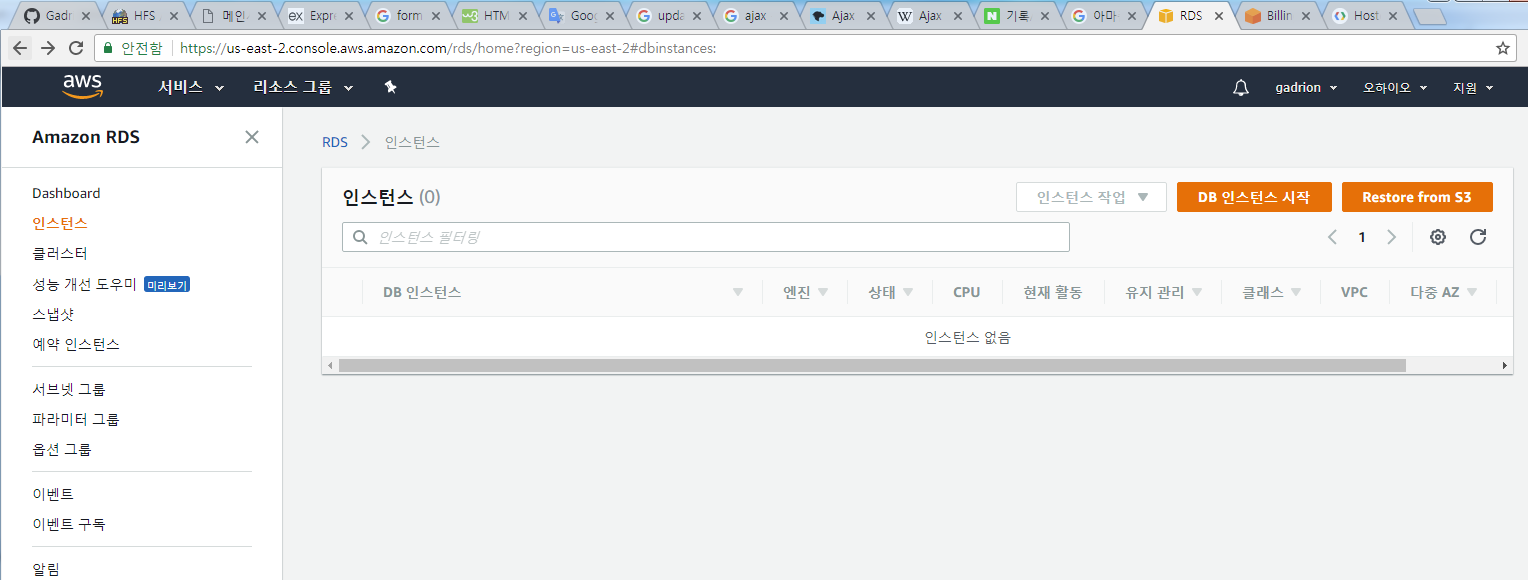 Gadr
HFS
메인
ex Expre
form
w3 HTM
Goo
upda
ajax
Ajax
W Ajax
N 기록
아마
RDS
Billin
Host
안전함 https://us-east-2.console.aws.amazon.com/rds/home?region=us-east-2#dbinstances:
aws 서비스 리소스 그룹 gadrion 오하이오 지원
Amazon RDS
Dashboard
인스턴스
클러스터
성능 개선 도우미 미리보기
스냅샷
예약 인스턴스
서브넷 그룹
파라미터 그룹
옵션 그룹
이벤트
이벤트 구독
알림
RDS 인스턴스
인스턴스 (0) 인스턴스 작업 DB 인스턴스 시작 Restore from S3
인스턴스 필터링 1
DB 인스턴스 엔진 상태 CPU 현재 활동 유지 관리 클래스 VPC 다중 AZ
인스턴스 없음